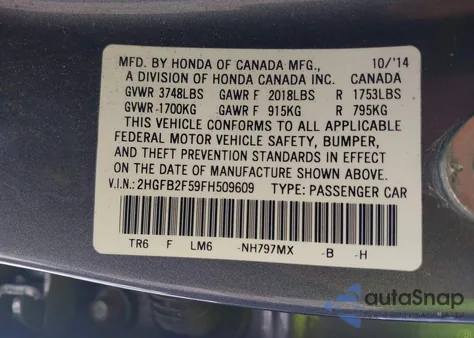 MFD. BY HONDA OF CANADA MFG., 10/'14
A DIVISION OF HONDA CANADA INC. CANADA
GVWR 3748LBS GAWR F 2018LBS R 1753LBS
GVWR 1700KG GAWR F 915KG R 795KG
THIS VEHICLE CONFORMS TO ALL APPLICABLE
FEDERAL MOTOR VEHICLE SAFETY, BUMPER,
AND THEFT PREVENTION STANDARDS IN EFFECT
ON THE DATE OF MANUFACTURE SHOWN ABOVE.
V.I.N.: 2HGFB2F59FH509609 TYPE: PASSENGER CAR
TR6 F LM6 -NH797MX -B -H
autaSnap